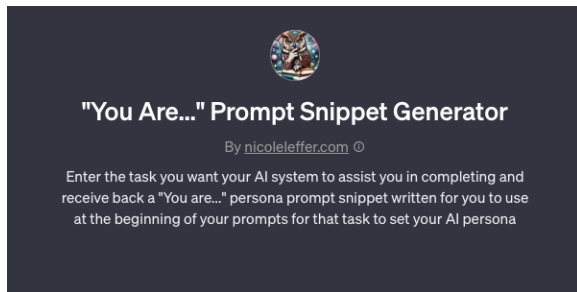 "You Are..." Prompt Snippet Generator
By nicoleleffer.com
Enter the task you want your AI system to assist you in completing and
receive back a "You are..." persona prompt snippet written for you to use
at the beginning of your prompts for that task to set your AI persona